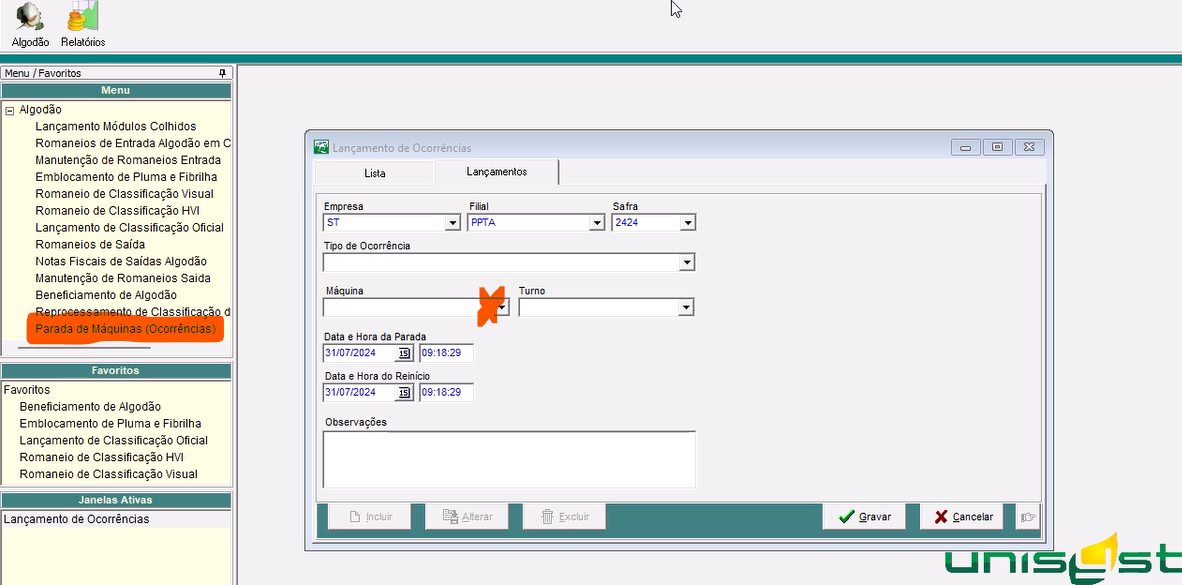 Algodão Relatórios
Menu / Favoritos
Menu
Algodão
Lançamento Módulos Colhidos
Romaneios de Entrada Algodão em C
Manutenção de Romaneios Entrada
Emblocamento de Pluma e Fibrilha
Romaneio de Classificação Visual
Romaneio de Classificação HVI
Lançamento de Classificação Oficial
Romaneios de Saída
Notas Fiscais de Saídas Algodão
Manutenção de Romaneios Saida
Beneficiamento de Algodão
Reprocessamento de Classificação d
Parada de Máquinas (Ocorrências)
Favoritos
Favoritos
Beneficiamento de Algodão
Emblocamento de Pluma e Fibrilha
Lançamento de Classificação Oficial
Romaneio de Classificação HVI
Romaneio de Classificação Visual
Janelas Ativas
Lançamento de Ocorrências
Lançamento de Ocorrências
Lista Lançamentos
Empresa Filial Safra
ST PPTA 2424
Tipo de Ocorrência
Máquina Turno
Data e Hora da Parada
31/07/2024 15 09:18:29
Data e Hora do Reinício
31/07/2024 15 09:18:29
Observações
Incluir Alterar Excluir Gravar Cancelar
unisyst